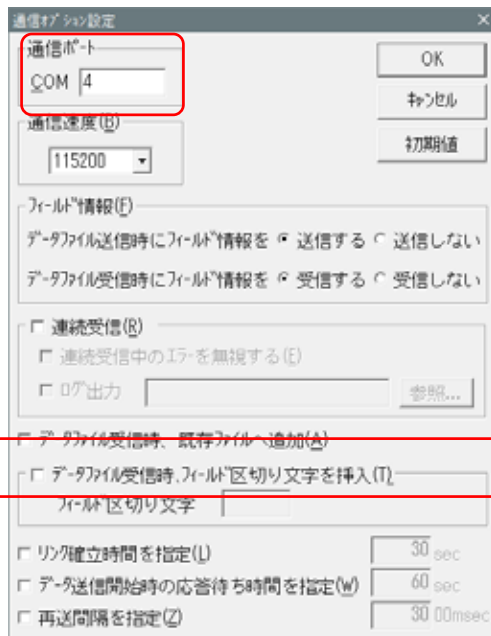 通信ｵﾌﾟｼｮﾝ設定
通信ﾎﾟｰﾄ
COM 4
OK
ｷｬﾝｾﾙ
初期値
通信速度(B)
115200
ﾌｨｰﾙﾄﾞ情報(F)
ﾃﾞｰﾀﾌｧｲﾙ送信時にﾌｨｰﾙﾄﾞ情報を 送信する 送信しない
ﾃﾞｰﾀﾌｧｲﾙ受信時にﾌｨｰﾙﾄﾞ情報を 受信する 受信しない
連続受信(R)
連続受信中のｴﾗｰを無視する(E)
ﾛｸﾞ出力 参照...
ﾃﾞｰﾀﾌｧｲﾙ受信時、既存ﾌｧｲﾙへ追加(A)
ﾃﾞｰﾀﾌｧｲﾙ受信時､ﾌｨｰﾙﾄﾞ区切り文字を挿入(T)
ﾌｨｰﾙﾄﾞ区切り文字
ﾘﾝｸ確立時間を指定(L) 30 sec
ﾃﾞｰﾀ送信開始時の応答待ち時間を指定(W) 60 sec
再送間隔を指定(Z) 30 00msec